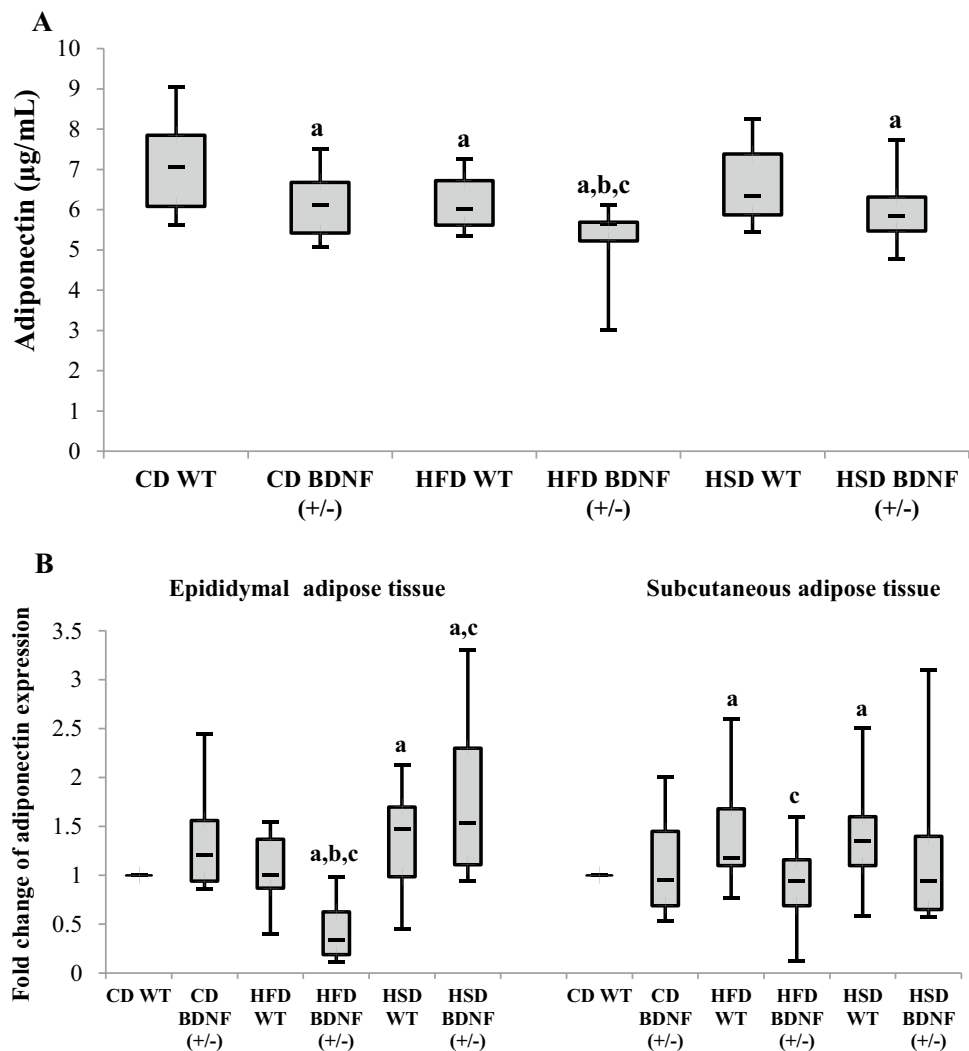 A
Adiponectin (µg/mL)
10
9
8
7
6
5
4
3
2
1
0
a
a
a,b,c
a
CD WT
CD BDNF
(+/-)
HFD WT
HFD BDNF
(+/-)
HSD WT
HSD BDNF
(+/-)
B
Epididymal adipose tissue
Subcutaneous adipose tissue
Fold change of adiponectin expression
3.5
3
2.5
2
1.5
1
0.5
0
a,b,c
a
a,c
a
c
a
CD WT
CD
BDNF
(+/-)
HFD
WT
HFD
BDNF
(+/-)
HSD
WT
HSD
BDNF
(+/-)
CD WT
CD
BDNF
(+/-)
HFD
WT
HFD
BDNF
(+/-)
HSD
WT
HSD
BDNF
(+/-)